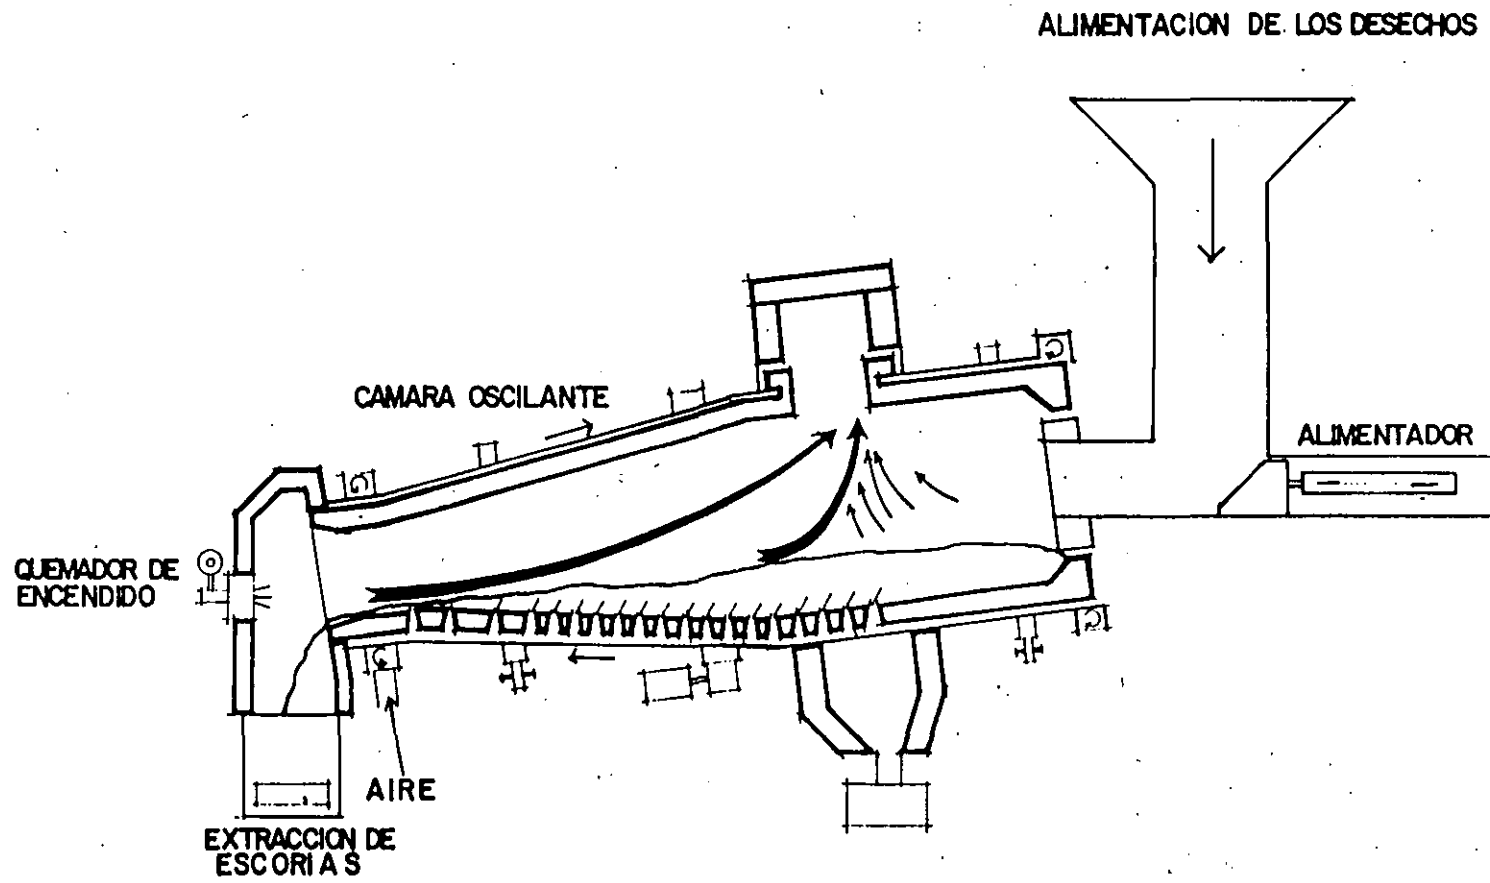 ALIMENTACION DE LOS DESECHOS
CAMARA OSCILANTE
ALIMENTADOR
QUEMADOR DE
ENCENDIDO
AIRE
EXTRACCION DE
ESCORIAS